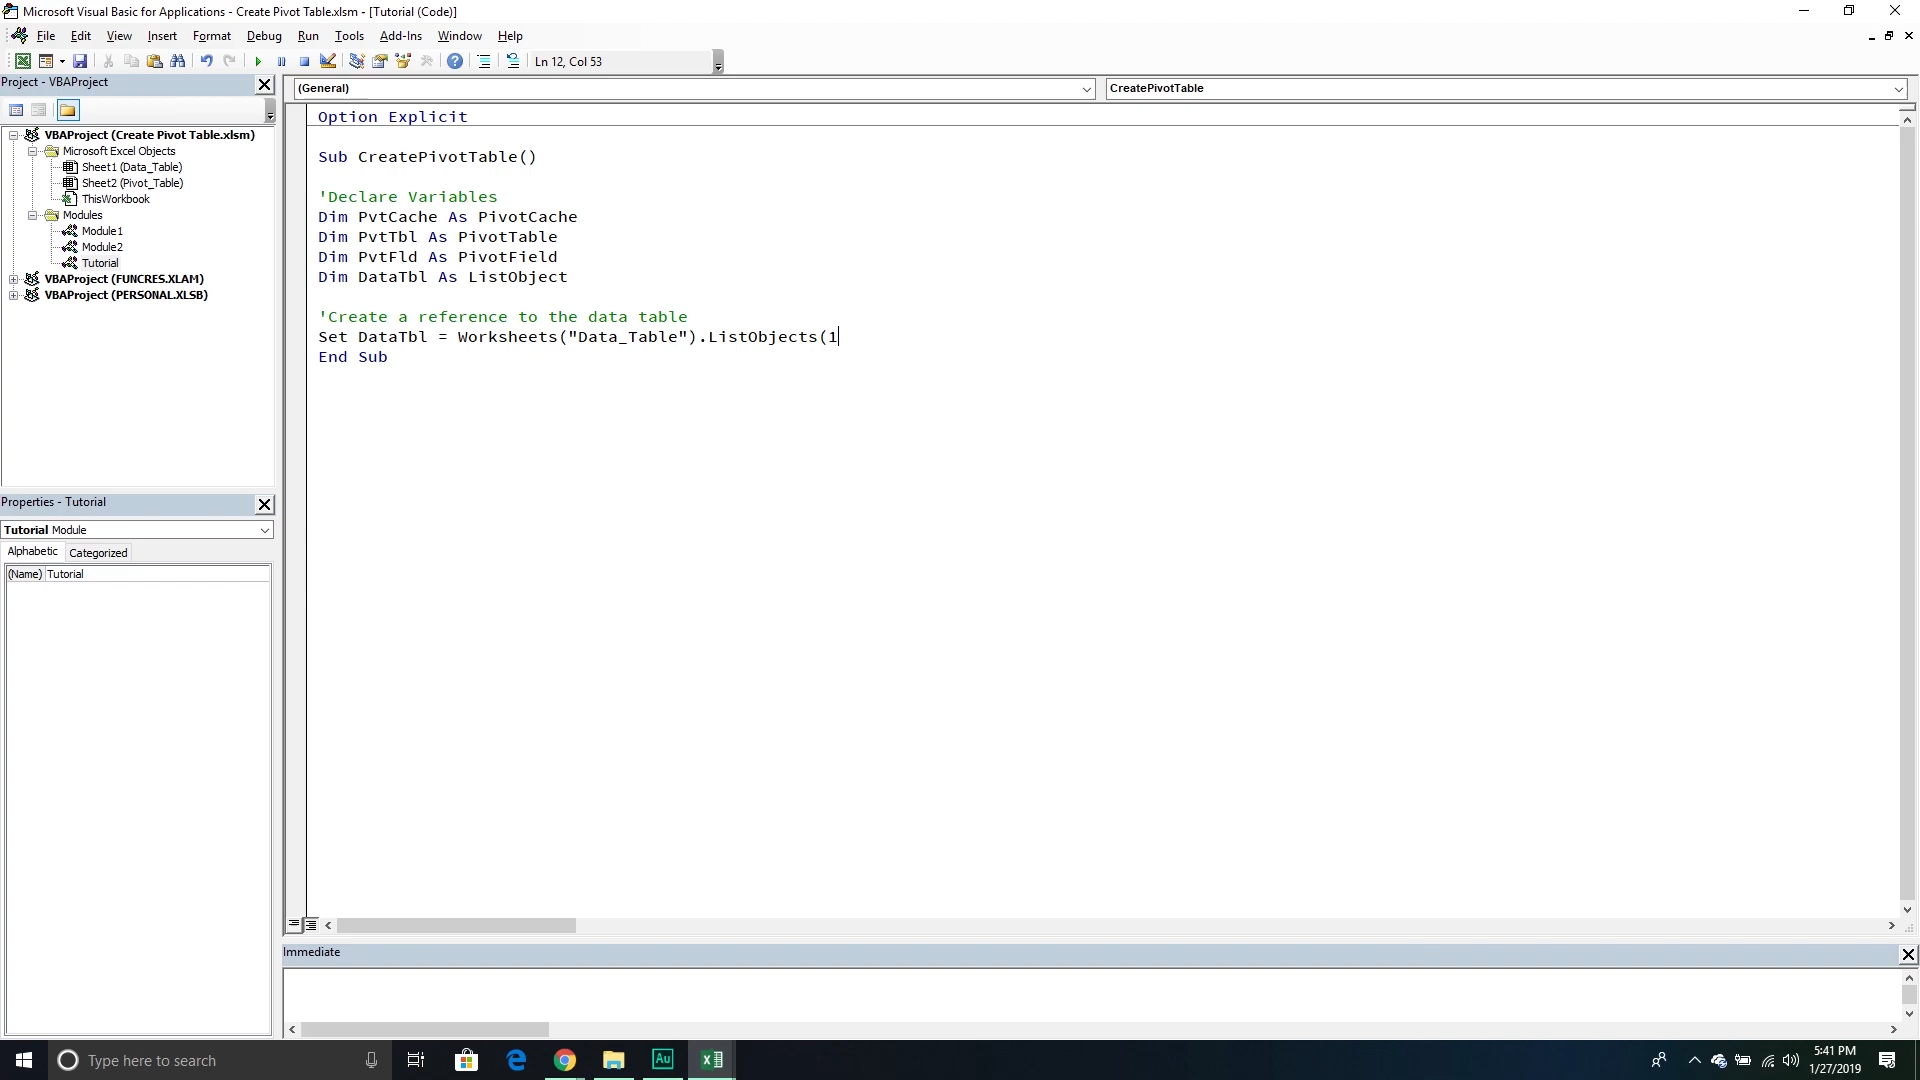 Microsoft Visual Basic for Applications - Create Pivot Table.xlsm - [Tutorial (Code)]
File Edit View Insert Format Debug Run Tools Add-Ins Window Help
Ln 12, Col 53
Project - VBAProject
(General)
CreatePivotTable
VBAProject (Create Pivot Table.xlsm)
Microsoft Excel Objects
Sheet1 (Data_Table)
Sheet2 (Pivot_Table)
ThisWorkbook
Modules
Module1
Module2
Tutorial
VBAProject (FUNCRES.XLAM)
VBAProject (PERSONAL.XLSB)
Option Explicit
Sub CreatePivotTable()
'Declare Variables
Dim PvtCache As PivotCache
Dim PvtTbl As PivotTable
Dim PvtFld As PivotField
Dim DataTbl As ListObject
'Create a reference to the data table
Set DataTbl = Worksheets("Data_Table").ListObjects(1
End Sub
Properties - Tutorial
Tutorial Module
Alphabetic Categorized
(Name) Tutorial
Immediate
Type here to search
Au
5:41 PM
1/27/2019